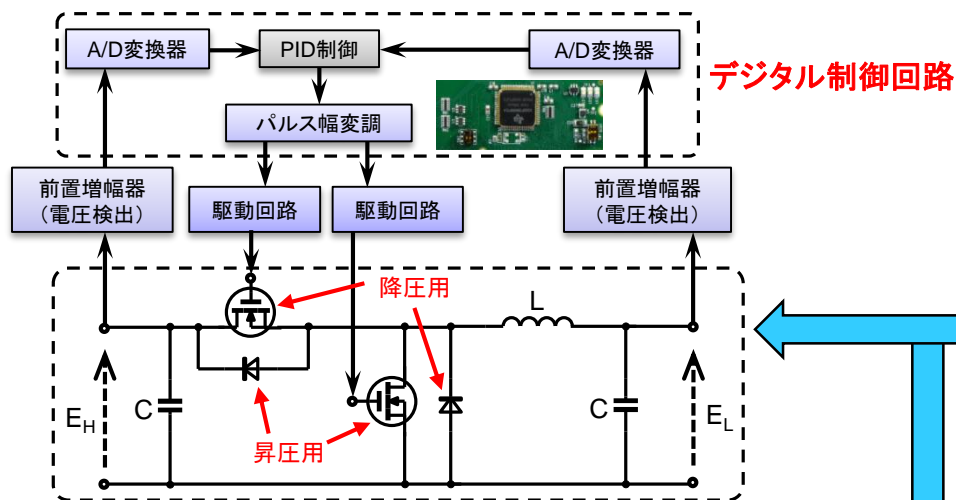 A/D変換器
PID制御
A/D変換器
デジタル制御回路
パルス幅変調
前置増幅器
（電圧検出）
駆動回路
駆動回路
前置増幅器
（電圧検出）
降圧用
L
C
C
EH
EL
昇圧用